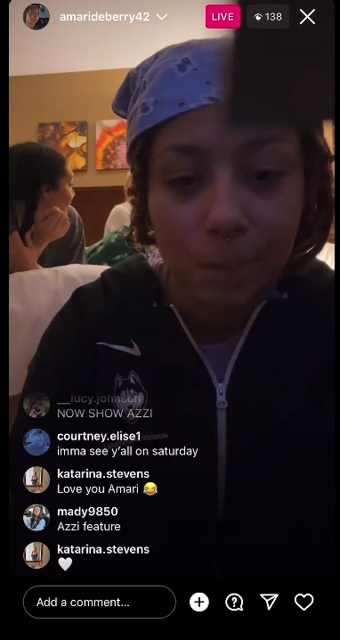 amarideberry42
LIVE
138
__lucy.johnson
NOW SHOW AZZI
courtney.elise1
imma see y'all on saturday
katarina.stevens
Love you Amari 😂
mady9850
Azzi feature
katarina.stevens
🤍
Add a comment...